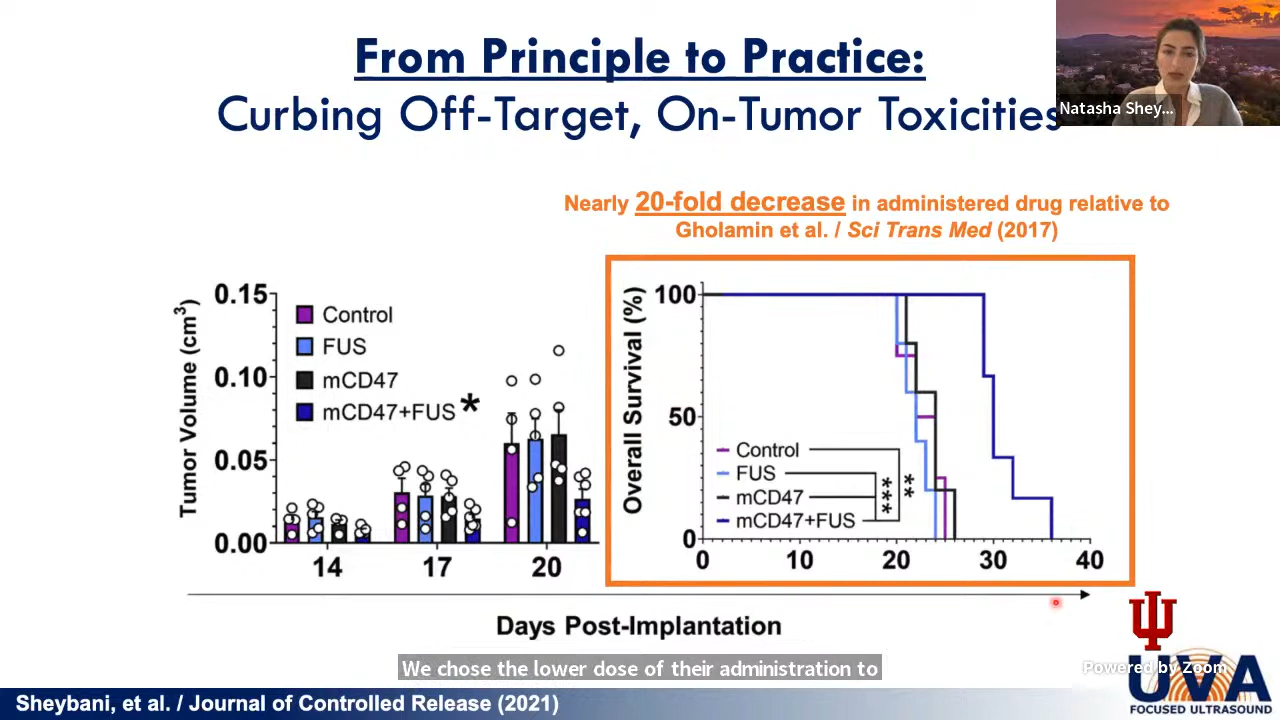 From Principle to Practice:
Curbing Off-Target, On-Tumor Toxicities
Natasha Shey...
Nearly 20-fold decrease in administered drug relative to
Gholamin et al. / Sci Trans Med (2017)
Tumor Volume (cm³)
0.15
0.10
0.05
0.00
Control
FUS
mCD47
mCD47+FUS *
14 17 20
Overall Survival (%)
100
50
0
Control
FUS
mCD47
mCD47+FUS
***
**
0 10 20 30 40
Days Post-Implantation
We chose the lower dose of their administration to
Powered by Zoom
UVA
FOCUSED ULTRASOUND
Sheybani, et al. / Journal of Controlled Release (2021)